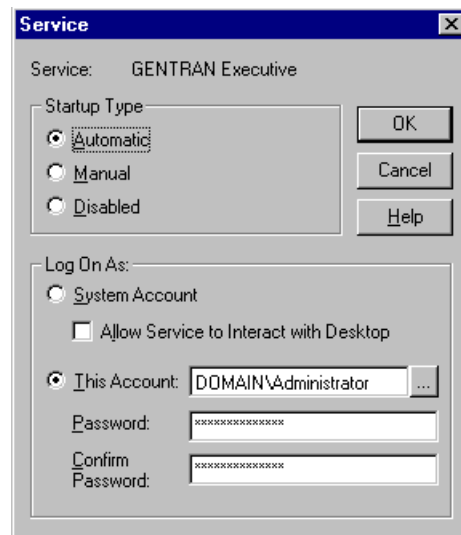 Service
Service: GENTRAN Executive
Startup Type
Automatic
Manual
Disabled
OK
Cancel
Help
Log On As:
System Account
Allow Service to Interact with Desktop
This Account: DOMAIN\Administrator ...
Password: **************
Confirm Password: **************